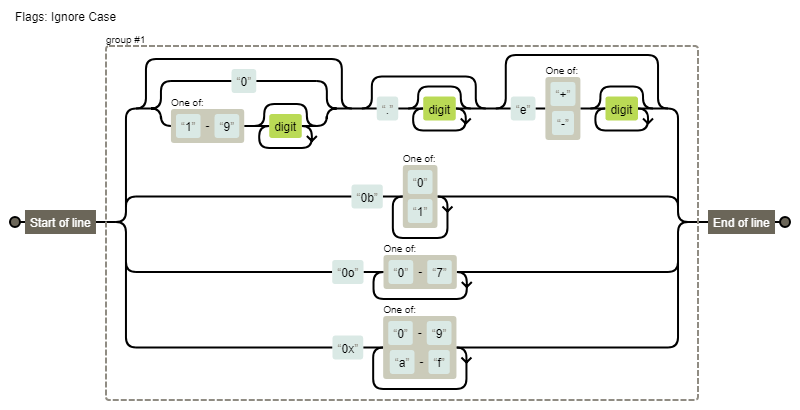 Flags: Ignore Case
group #1
"0"
One of:
"1" - "9"
digit
"."
digit
"e"
One of:
"+"
"-"
digit
Start of line
"0b"
One of:
"0"
"1"
End of line
"0o"
One of:
"0" - "7"
"0x"
One of:
"0" - "9"
"a" - "f"